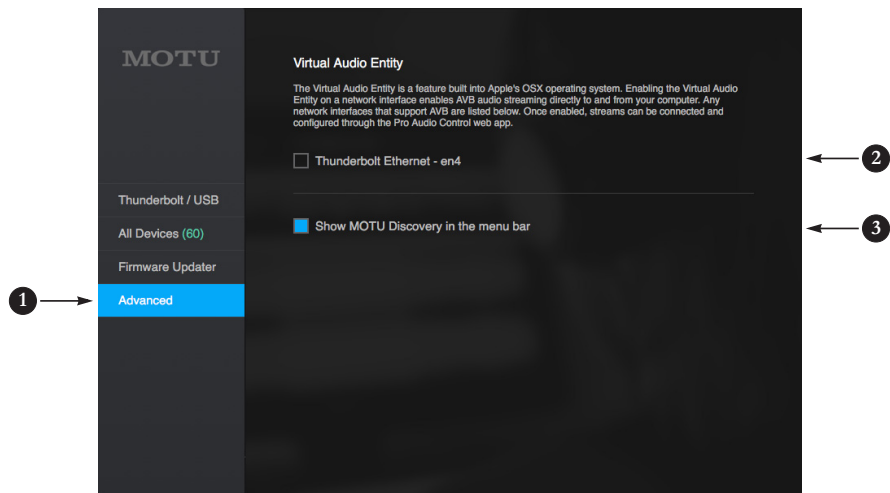 MOTU
Virtual Audio Entity
The Virtual Audio Entity is a feature built into Apple's OSX operating system. Enabling the Virtual Audio
Entity on a network interface enables AVB audio streaming directly to and from your computer. Any
network interfaces that support AVB are listed below. Once enabled, streams can be connected and
configured through the Pro Audio Control web app.
Thunderbolt Ethernet - en4
2
Thunderbolt / USB
Show MOTU Discovery in the menu bar
3
All Devices (60)
Firmware Updater
1
Advanced